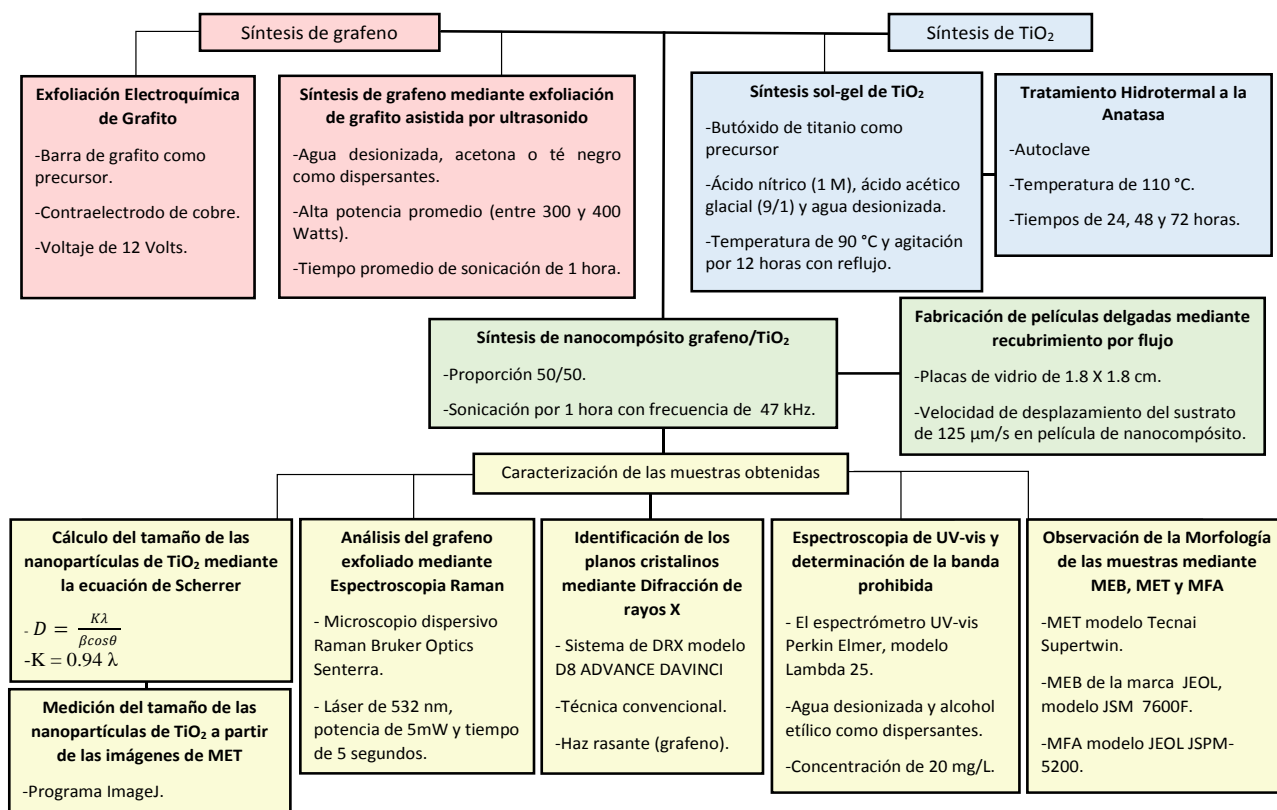 Síntesis de grafeno
Síntesis de TiO₂
Exfoliación Electroquímica
de Grafito
-Barra de grafito como
precursor.
-Contraelectrodo de cobre.
-Voltaje de 12 Volts.
Síntesis de grafeno mediante exfoliación
de grafito asistida por ultrasonido
-Agua desionizada, acetona o té negro
como dispersantes.
-Alta potencia promedio (entre 300 y 400
Watts).
-Tiempo promedio de sonicación de 1 hora.
Síntesis sol-gel de TiO₂
-Butóxido de titanio como
precursor
-Ácido nítrico (1 M), ácido acético
glacial (9/1) y agua desionizada.
-Temperatura de 90 °C y agitación
por 12 horas con reflujo.
Tratamiento Hidrotermal a la
Anatasa
-Autoclave
-Temperatura de 110 °C.
-Tiempos de 24, 48 y 72 horas.
Síntesis de nanocompósito grafeno/TiO₂
-Proporción 50/50.
-Sonicación por 1 hora con frecuencia de 47 kHz.
Fabricación de películas delgadas mediante
recubrimiento por flujo
-Placas de vidrio de 1.8 X 1.8 cm.
-Velocidad de desplazamiento del sustrato
de 125 µm/s en película de nanocompósito.
Caracterización de las muestras obtenidas
Cálculo del tamaño de las
nanopartículas de TiO₂ mediante
la ecuación de Scherrer
- D = Kλ / βcosθ
-K = 0.94 λ
Medición del tamaño de las
nanopartículas de TiO₂ a partir
de las imágenes de MET
-Programa ImageJ.
Análisis del grafeno
exfoliado mediante
Espectroscopia Raman
- Microscopio dispersivo
Raman Bruker Optics
Senterra.
- Láser de 532 nm,
potencia de 5mW y tiempo
de 5 segundos.
Identificación de los
planos cristalinos
mediante Difracción de
rayos X
- Sistema de DRX modelo
D8 ADVANCE DAVINCI
-Técnica convencional.
-Haz rasante (grafeno).
Espectroscopia de UV-vis y
determinación de la banda
prohibida
- El espectrómetro UV-vis
Perkin Elmer, modelo
Lambda 25.
-Agua desionizada y alcohol
etílico como dispersantes.
-Concentración de 20 mg/L.
Observación de la Morfología
de las muestras mediante
MEB, MET y MFA
-MET modelo Tecnai
Supertwin.
-MEB de la marca JEOL,
modelo JSM 7600F.
-MFA modelo JEOL JSPM-
5200.